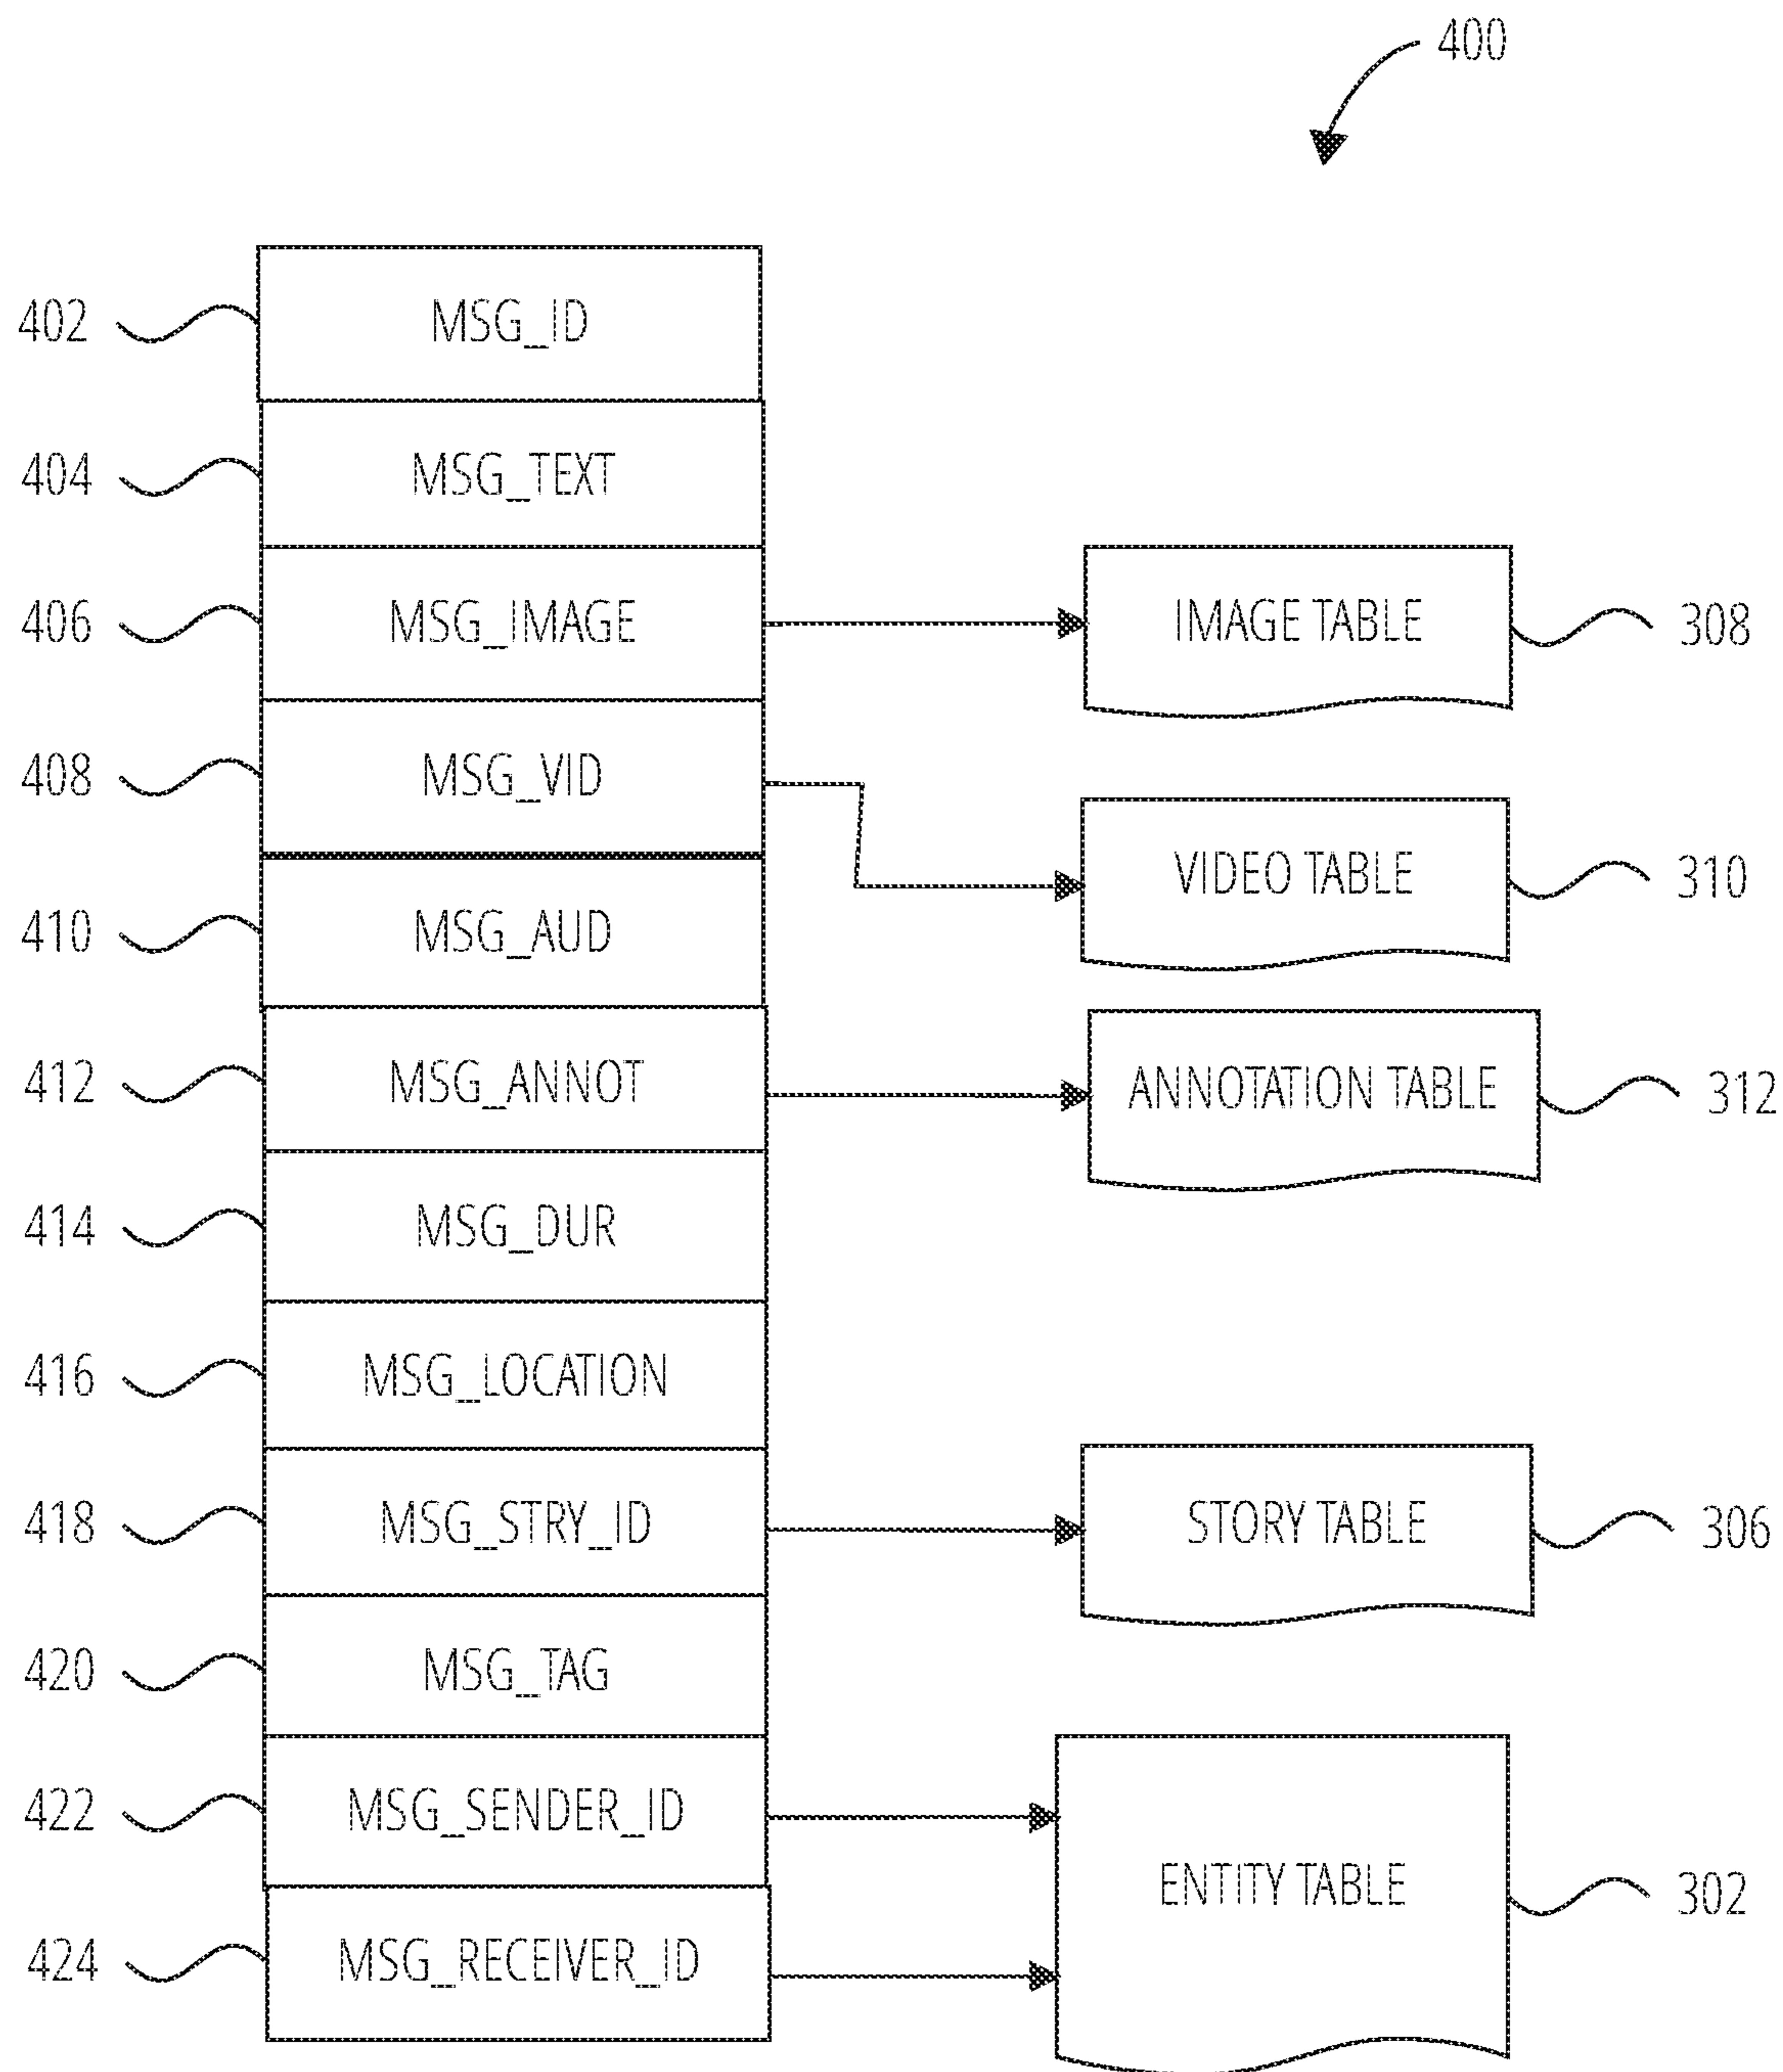 400
402 MSG_ID
404 MSG_TEXT
406 MSG_IMAGE IMAGE TABLE 308
408 MSG_VID
VIDEO TABLE 310
410 MSG_AUD
412 MSG_ANNOT ANNOTATION TABLE 312
414 MSG_DUR
416 MSG_LOCATION
418 MSG_STRY_ID STORY TABLE 306
420 MSG_TAG
422 MSG_SENDER_ID
ENTITY TABLE 302
424 MSG_RECEIVER_ID